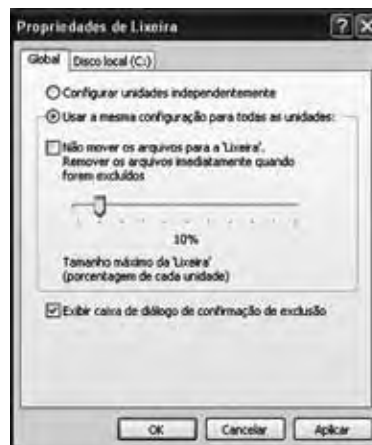 Propriedades de Lixeira
Global
Disco local (C:)
Configurar unidades independentemente
Usar a mesma configuração para todas as unidades:
Não mover os arquivos para a 'Lixeira'.
Remover os arquivos imediatamente quando
forem excluídos
10%
Tamanho máximo da 'Lixeira'
(porcentagem de cada unidade)
Exibir caixa de diálogo de confirmação de exclusão
OK
Cancelar
Aplicar